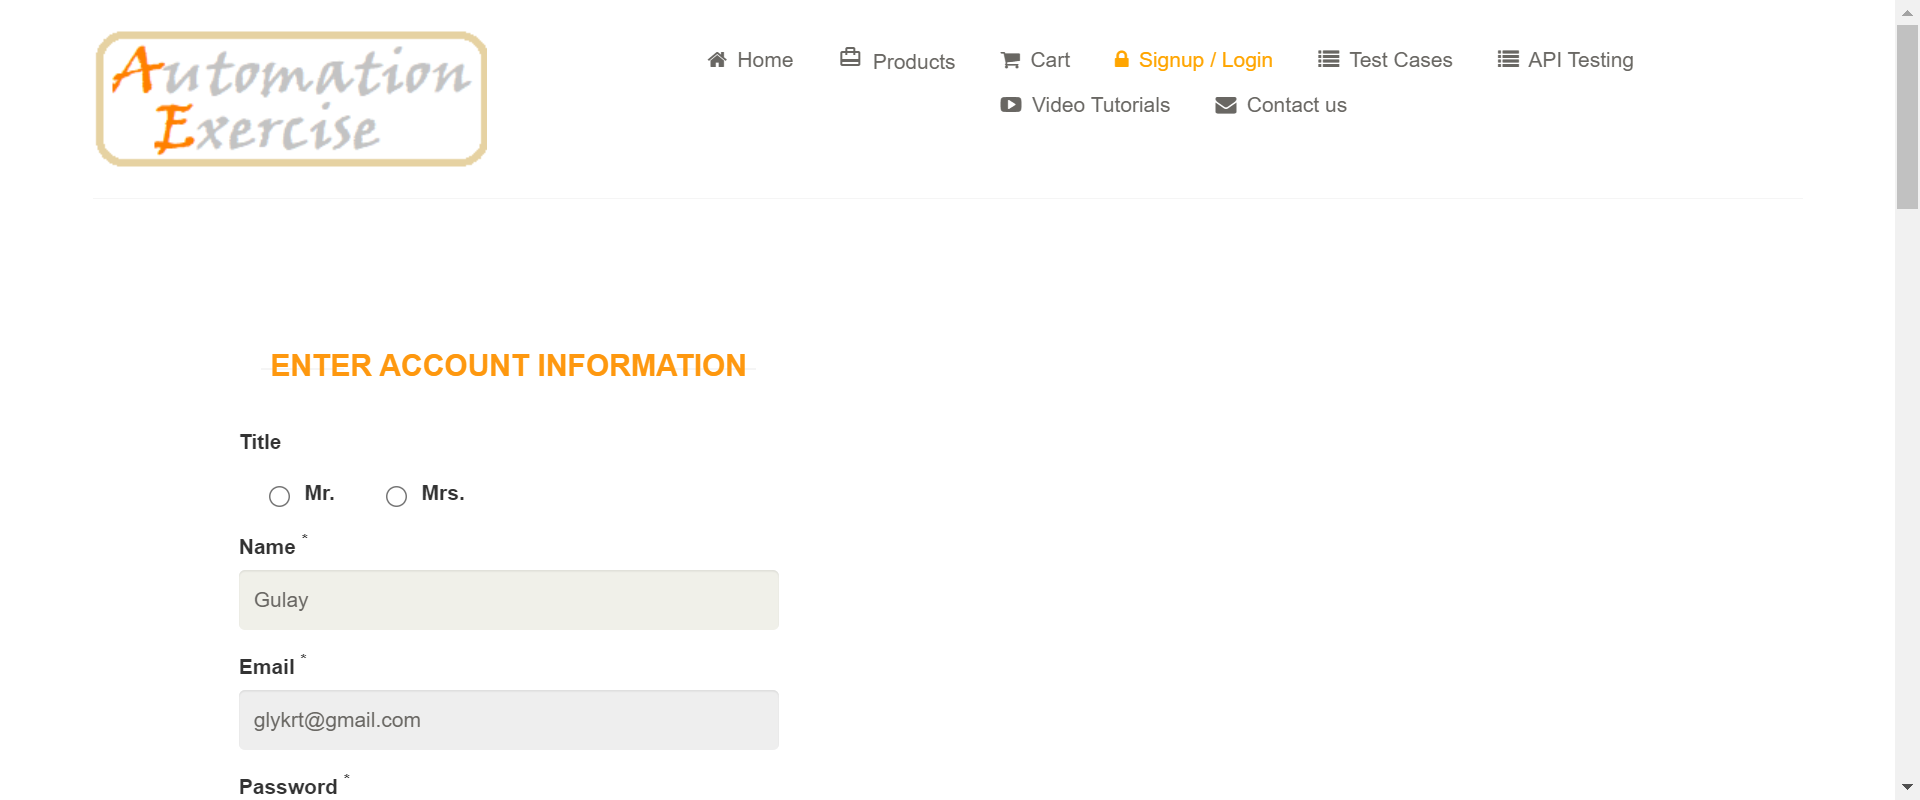 Automation
Exercise
Home
Products
Cart
Signup / Login
Test Cases
API Testing
Video Tutorials
Contact us
ENTER ACCOUNT INFORMATION
Title
Mr.
Mrs.
Name *
Gulay
Email *
glykrt@gmail.com
Password *